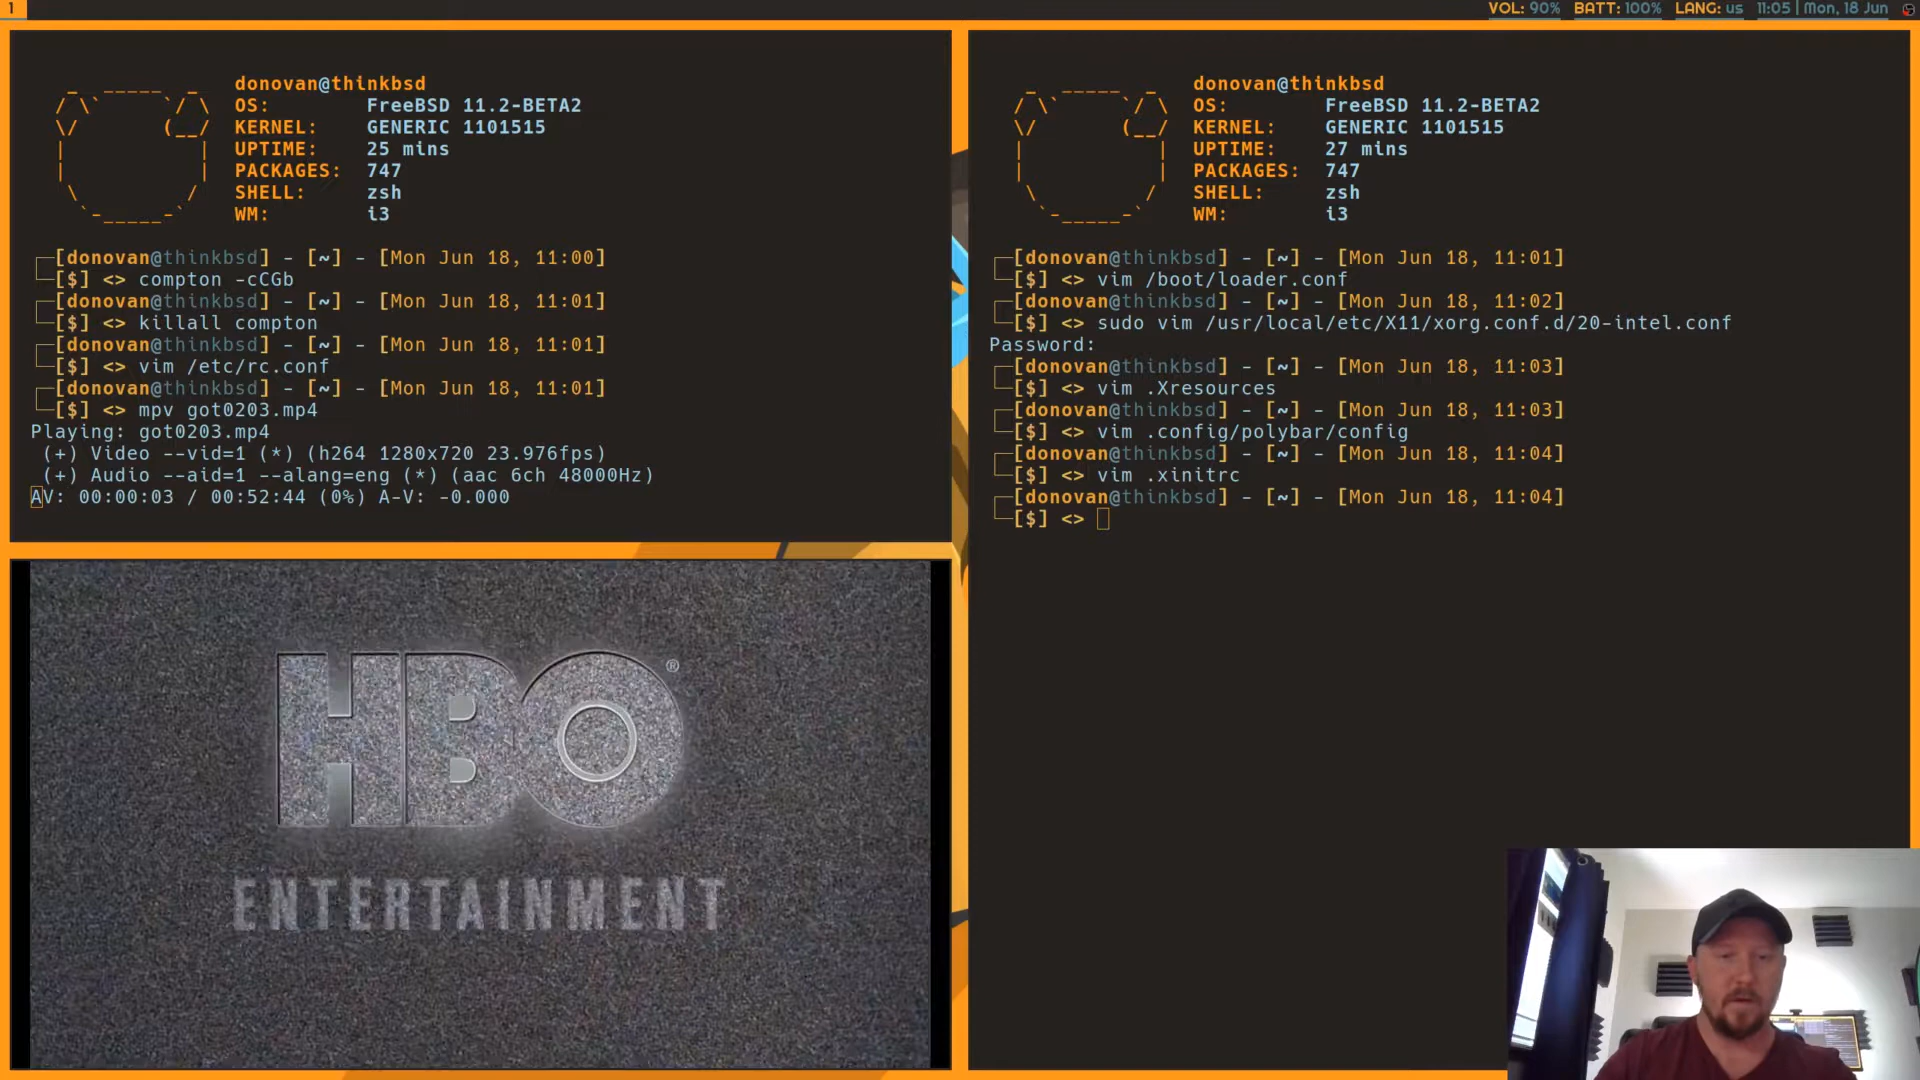 1
VOL: 90% BATT: 100% LANG: us 11:05 | Mon, 18 Jun
donovan@thinkbsd
OS: FreeBSD 11.2-BETA2
KERNEL: GENERIC 1101515
UPTIME: 25 mins
PACKAGES: 747
SHELL: zsh
WM: i3
[donovan@thinkbsd] - [~] - [Mon Jun 18, 11:00]
[$] <> compton -cCGb
[donovan@thinkbsd] - [~] - [Mon Jun 18, 11:01]
[$] <> killall compton
[donovan@thinkbsd] - [~] - [Mon Jun 18, 11:01]
[$] <> vim /etc/rc.conf
[donovan@thinkbsd] - [~] - [Mon Jun 18, 11:01]
[$] <> mpv got0203.mp4
Playing: got0203.mp4
(+) Video --vid=1 (*) (h264 1280x720 23.976fps)
(+) Audio --aid=1 --alang=eng (*) (aac 6ch 48000Hz)
AV: 00:00:03 / 00:52:44 (0%) A-V: -0.000
HBO®
ENTERTAINMENT
donovan@thinkbsd
OS: FreeBSD 11.2-BETA2
KERNEL: GENERIC 1101515
UPTIME: 27 mins
PACKAGES: 747
SHELL: zsh
WM: i3
[donovan@thinkbsd] - [~] - [Mon Jun 18, 11:01]
[$] <> vim /boot/loader.conf
[donovan@thinkbsd] - [~] - [Mon Jun 18, 11:02]
[$] <> sudo vim /usr/local/etc/X11/xorg.conf.d/20-intel.conf
Password:
[donovan@thinkbsd] - [~] - [Mon Jun 18, 11:03]
[$] <> vim .Xresources
[donovan@thinkbsd] - [~] - [Mon Jun 18, 11:03]
[$] <> vim .config/polybar/config
[donovan@thinkbsd] - [~] - [Mon Jun 18, 11:04]
[$] <> vim .xinitrc
[donovan@thinkbsd] - [~] - [Mon Jun 18, 11:04]
[$] <>